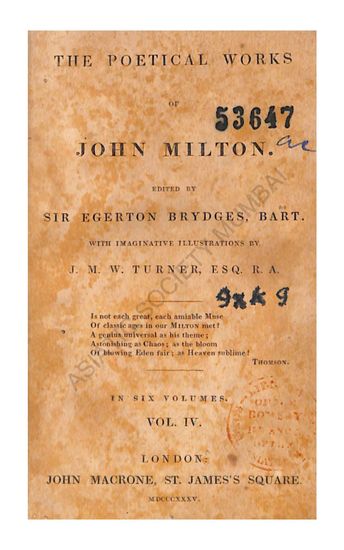 THE POETICAL WORKS
OF
53647
JOHN MILTON.
EDITED BY
SIR EGERTON BRYDGES, BART.
WITH IMAGINATIVE ILLUSTRATIONS BY
J. M. W. TURNER, ESQ. R. A.
Is not each great, each amiable Muse
Of classic ages in our MILTON met?
A genius universal as his theme;
Astonishing as Chaos; as the bloom
Of blowing Eden fair; as Heaven sublime!
THOMSON.
IN SIX VOLUMES.
VOL. IV.
LONDON:
JOHN MACRONE, ST. JAMES'S SQUARE.
MDCCCXXXV.
SOCIETY MUMBAI